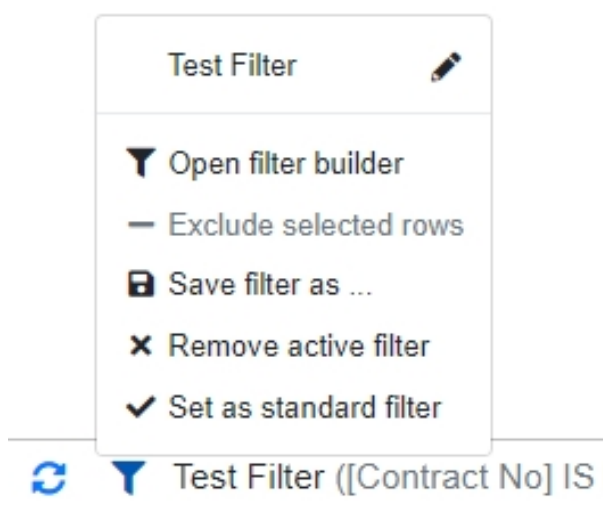 Test Filter
Open filter builder
Exclude selected rows
Save filter as ...
Remove active filter
Set as standard filter
Test Filter ([Contract No] IS